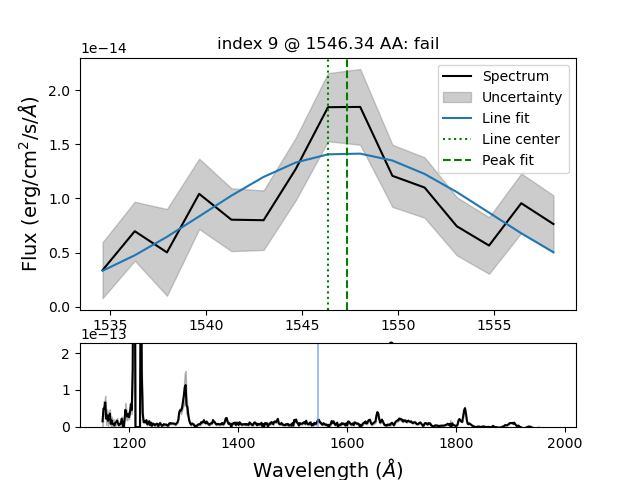 index 9 @ 1546.34 AA: fail
1e−14
Spectrum
Uncertainty
Line fit
Line center
Peak fit
2.0
1.5
1.0
0.5
0.0
Flux (erg/cm²/s/Å)
1535 1540 1545 1550 1555
1e−13
2
1
0
1200 1400 1600 1800 2000
Wavelength (Å)